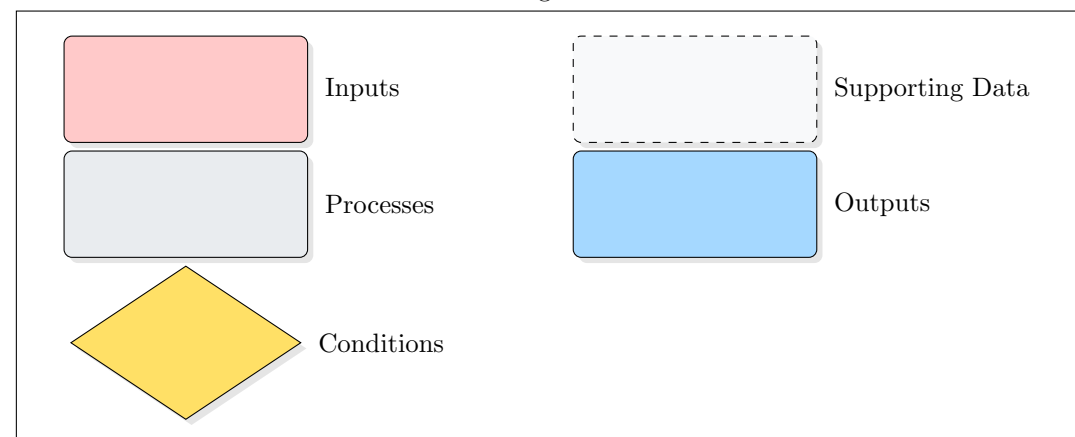 Inputs
Supporting Data
Processes
Outputs
Conditions